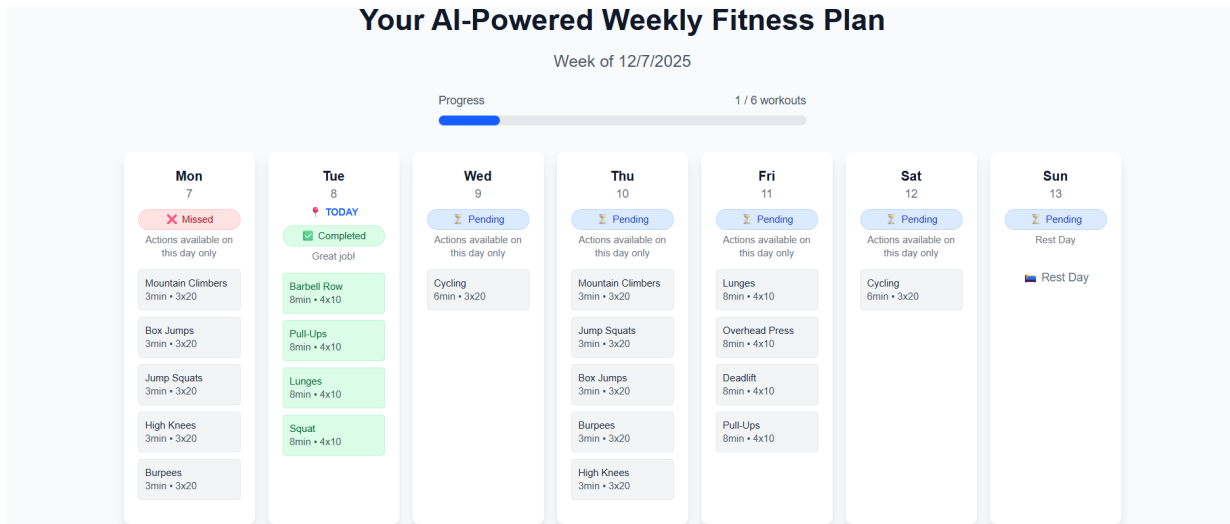 Your AI-Powered Weekly Fitness Plan
Week of 12/7/2025
Progress
1 / 6 workouts
Mon
7
❌ Missed
Actions available on
this day only
Mountain Climbers
3min • 3x20
Box Jumps
3min • 3x20
Jump Squats
3min • 3x20
High Knees
3min • 3x20
Burpees
3min • 3x20
Tue
8
📍 TODAY
✅ Completed
Great job!
Barbell Row
8min • 4x10
Pull-Ups
8min • 4x10
Lunges
8min • 4x10
Squat
8min • 4x10
Wed
9
⏳ Pending
Actions available on
this day only
Cycling
6min • 3x20
Thu
10
⏳ Pending
Actions available on
this day only
Mountain Climbers
3min • 3x20
Jump Squats
3min • 3x20
Box Jumps
3min • 3x20
Burpees
3min • 3x20
High Knees
3min • 3x20
Fri
11
⏳ Pending
Actions available on
this day only
Lunges
8min • 4x10
Overhead Press
8min • 4x10
Deadlift
8min • 4x10
Pull-Ups
8min • 4x10
Sat
12
⏳ Pending
Actions available on
this day only
Cycling
6min • 3x20
Sun
13
⏳ Pending
Rest Day
🛌 Rest Day